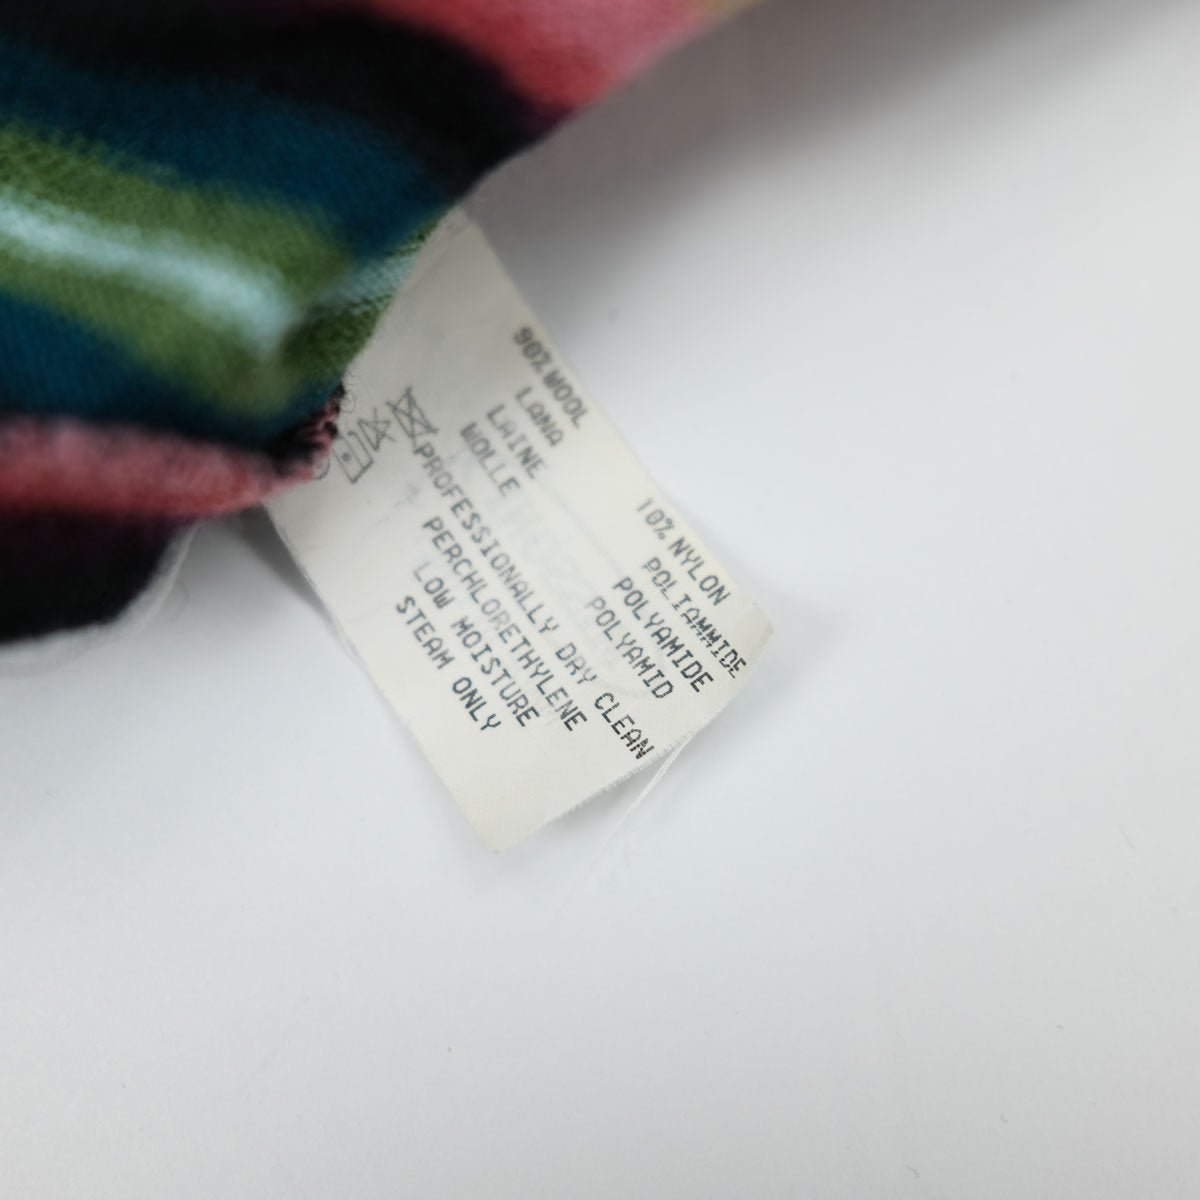 90% WOOL
LANA
LAINE
WOLLE
10% NYLON
POLIAMMIDE
POLYAMIDE
POLYAMID
PROFESSIONALLY DRY CLEAN
PERCHLORETHYLENE
LOW MOISTURE
STEAM ONLY